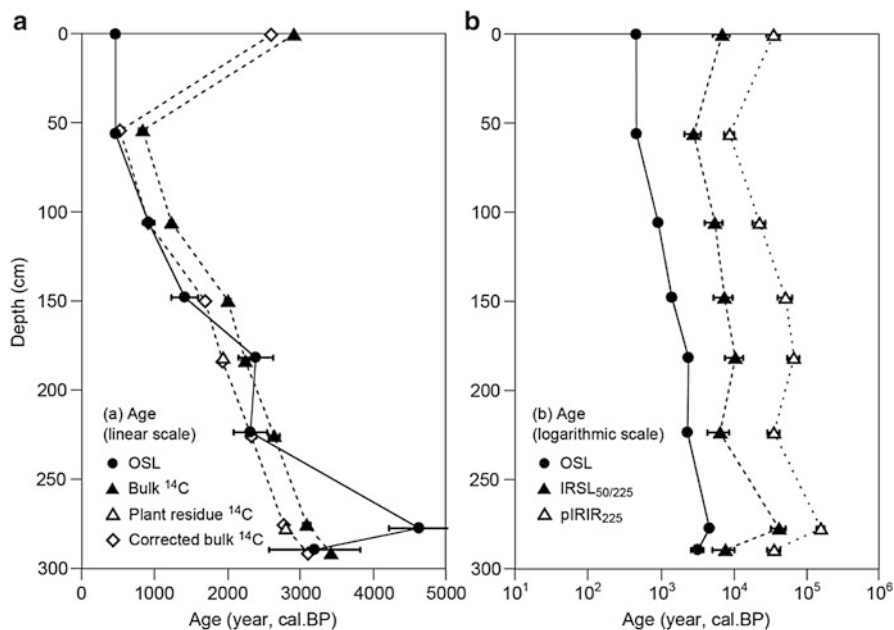 a
b
0
50
100
150
200
250
300
Depth (cm)
(a) Age
(linear scale)
OSL
Bulk ¹⁴C
Plant residue ¹⁴C
Corrected bulk ¹⁴C
0 1000 2000 3000 4000 5000
Age (year, cal.BP)
0
50
100
150
200
250
300
(b) Age
(logarithmic scale)
OSL
IRSL₅₀/₂₂₅
pIRIR₂₂₅
10¹ 10² 10³ 10⁴ 10⁵ 10⁶
Age (year, cal.BP)